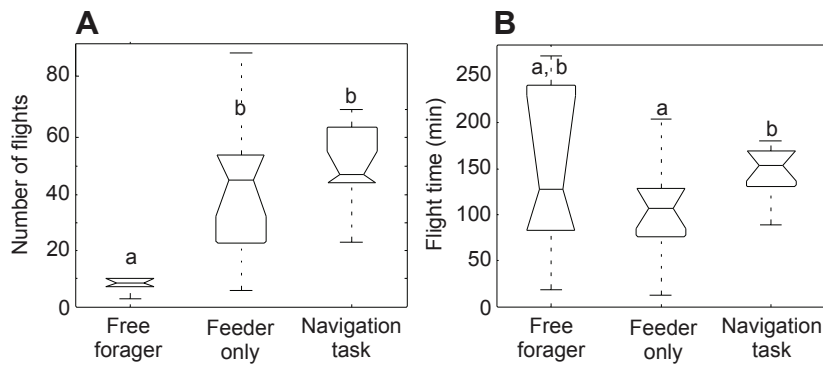 A
Number of flights
80
60
40
20
0
a
b
b
Free
forager
Feeder
only
Navigation
task
B
Flight time (min)
250
200
150
100
50
0
a, b
a
b
Free
forager
Feeder
only
Navigation
task